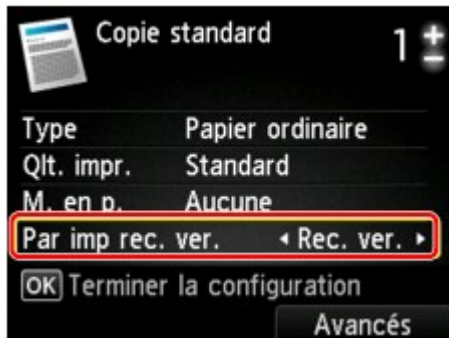 Copie standard 1 ±
Type Papier ordinaire
Qlt. impr. Standard
M. en p. Aucune
Par imp rec. ver. ◂ Rec. ver. ▸
OK Terminer la configuration
Avancés